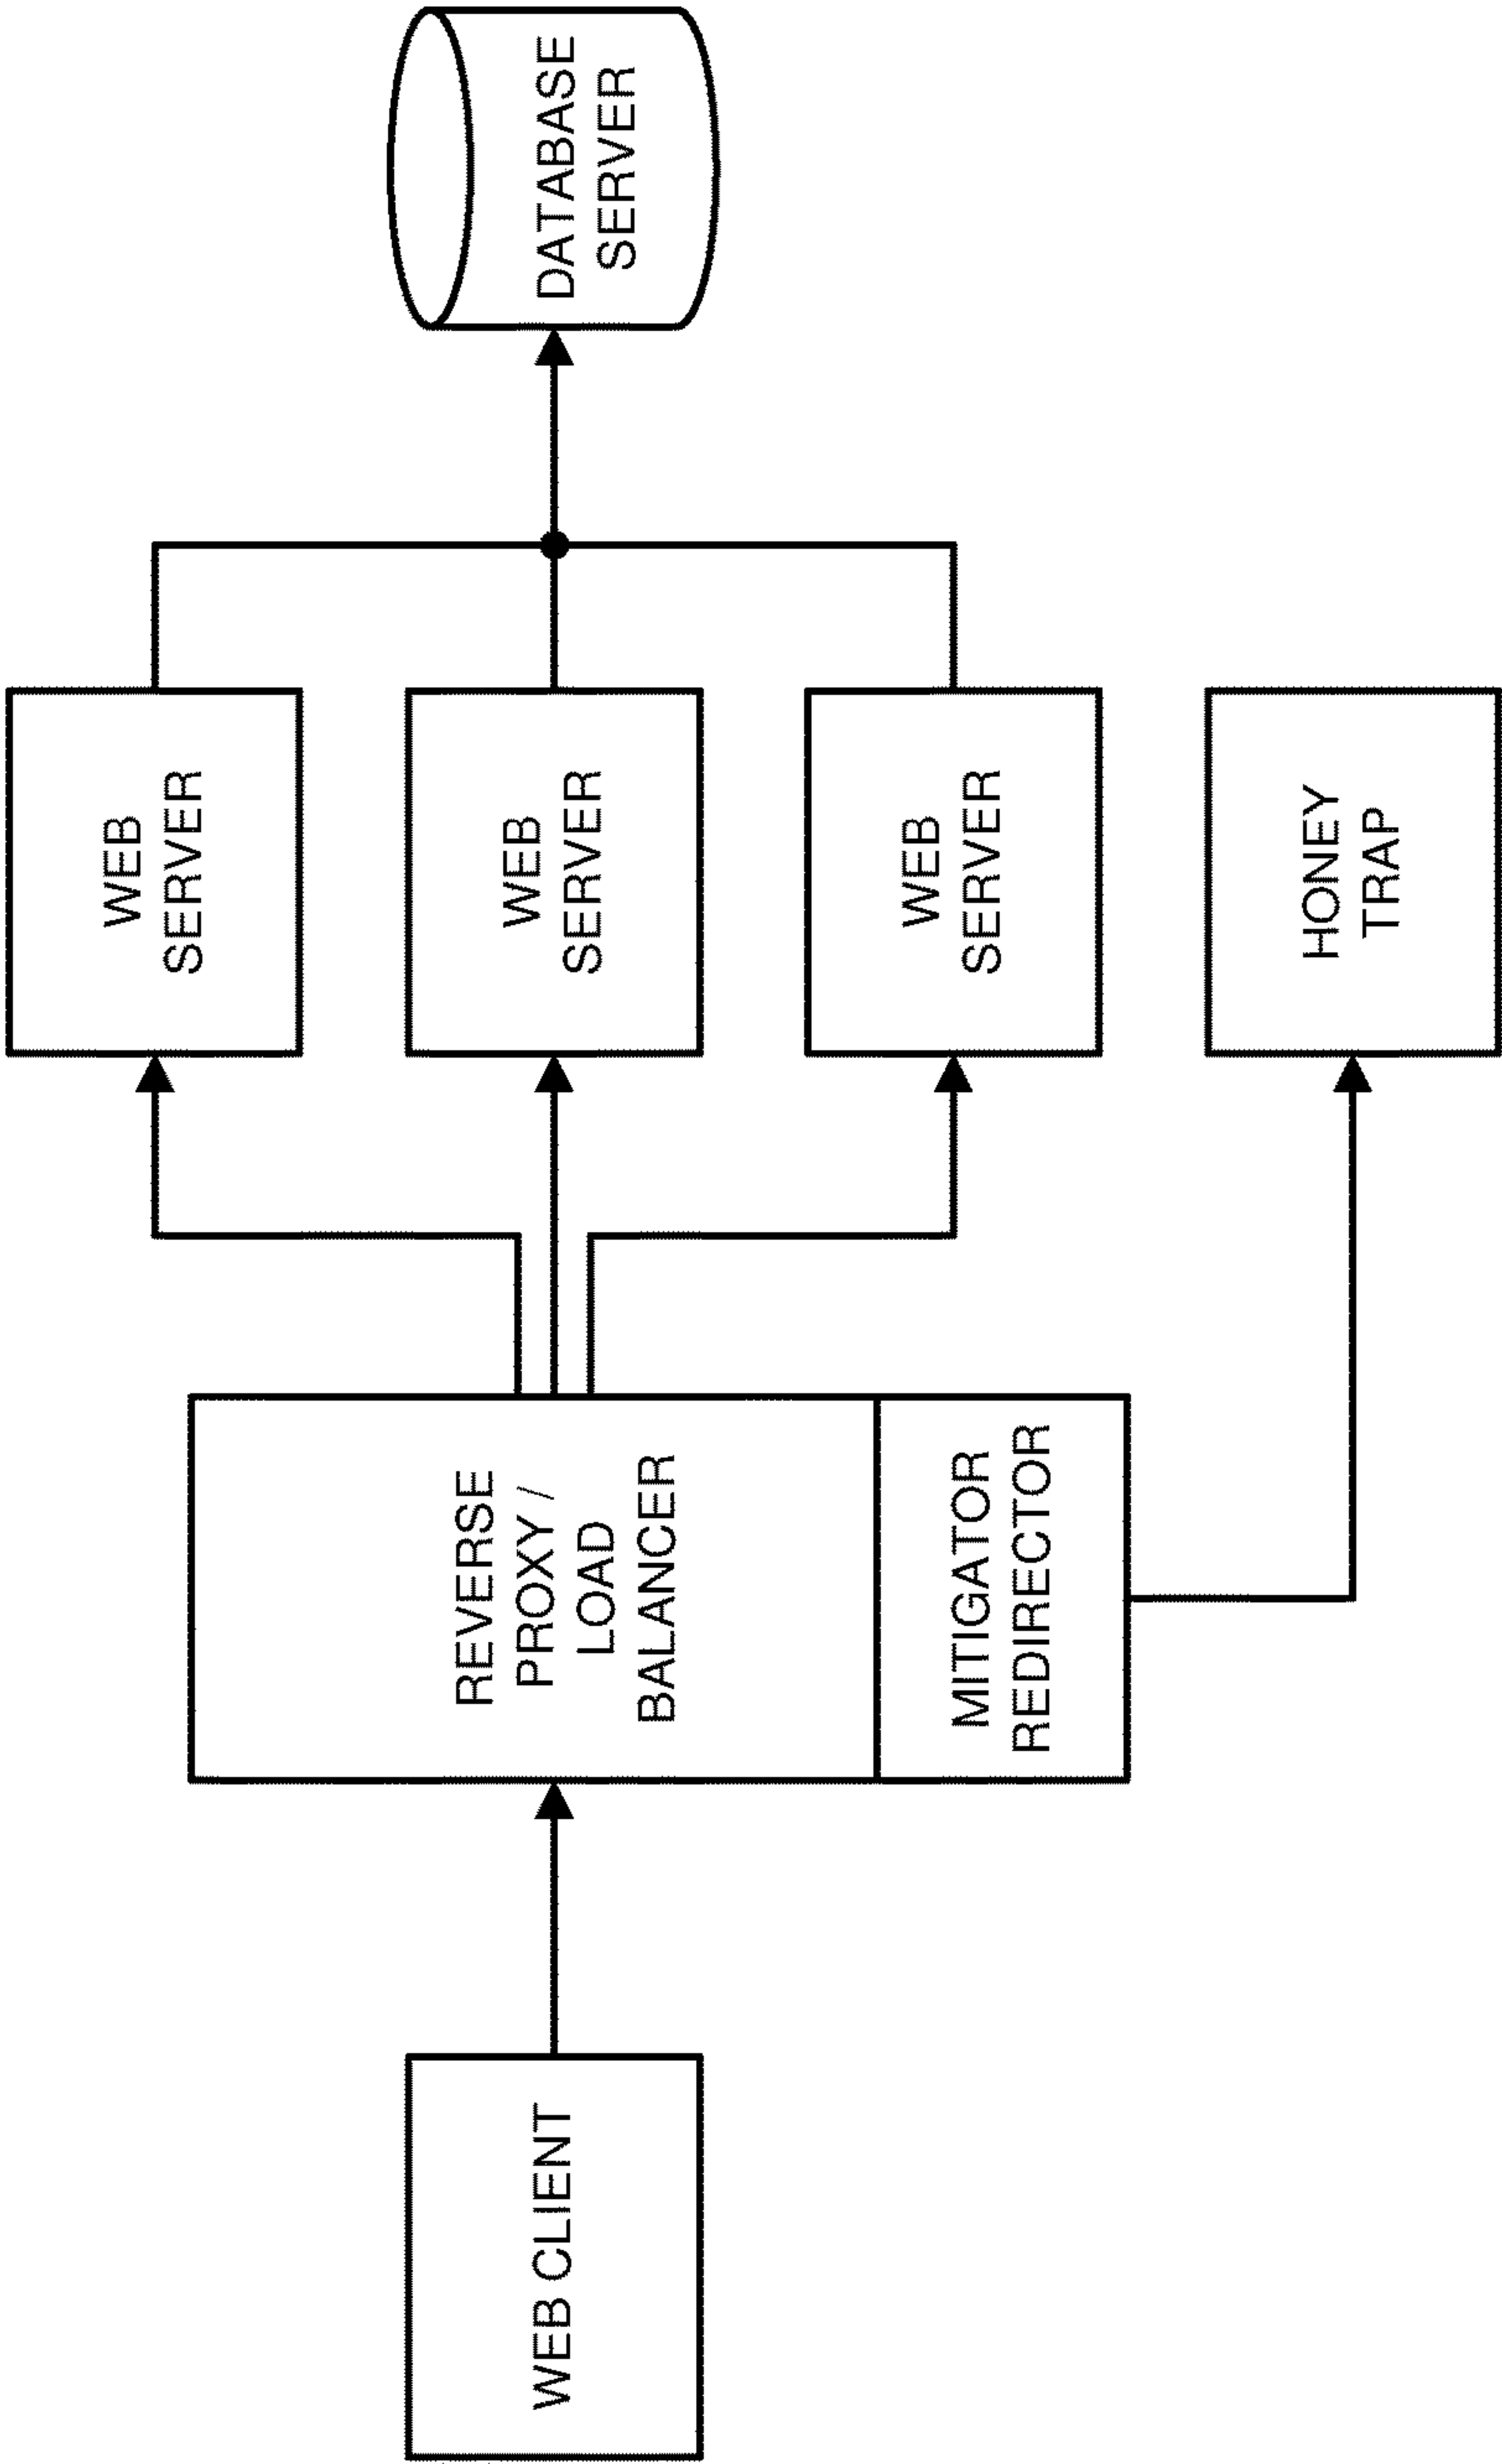 WEB CLIENT
REVERSE
PROXY /
LOAD
BALANCER
MITIGATOR
REDIRECTOR
WEB
SERVER
WEB
SERVER
WEB
SERVER
HONEY
TRAP
DATABASE
SERVER